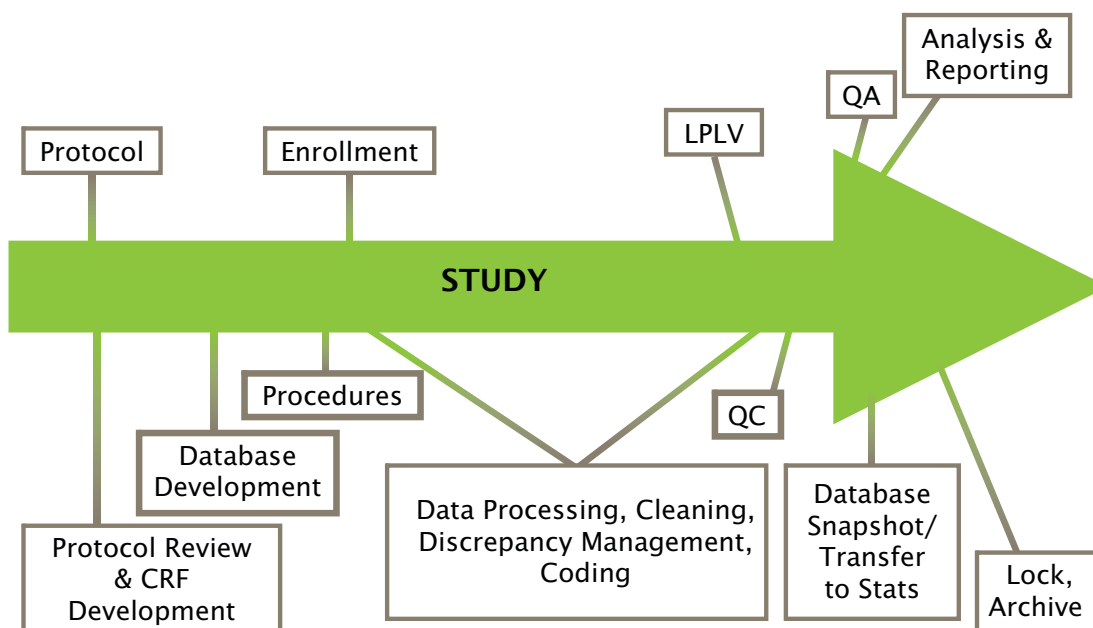 Analysis &
Reporting
QA
LPLV
Protocol
Enrollment
STUDY
Procedures
QC
Database
Development
Data Processing, Cleaning,
Discrepancy Management,
Coding
Database
Snapshot/
Transfer
to Stats
Protocol Review
& CRF
Development
Lock,
Archive